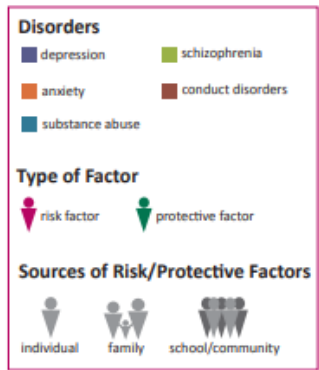 Disorders
depression schizophrenia
anxiety conduct disorders
substance abuse
Type of Factor
risk factor protective factor
Sources of Risk/Protective Factors
individual family school/community